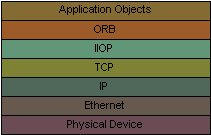 Application Objects
ORB
IIOP
TCP
IP
Ethernet
Physical Device